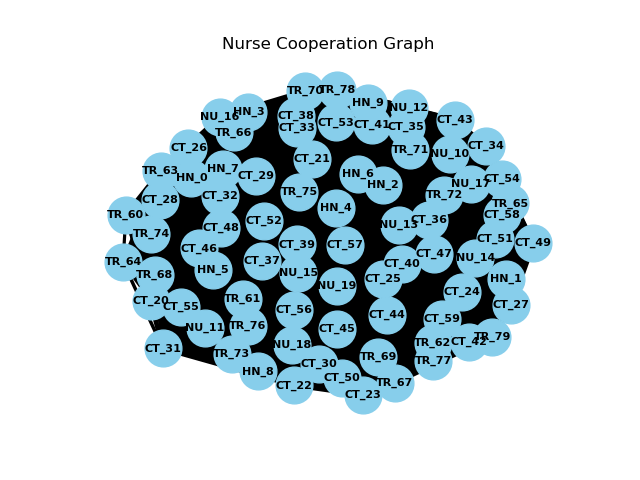 Nurse Cooperation Graph
TR_70
TR_78
HN_9
NU_12
HN_3
NU_16
CT_38
CT_43
CT_53
CT_41
CT_35
CT_33
TR_66
CT_34
CT_26
TR_71
NU_10
CT_21
TR_63
HN_7
CT_29
HN_0
HN_6
HN_2
NU_17
CT_54
TR_75
CT_32
CT_28
TR_72
TR_65
HN_4
TR_60
CT_58
CT_52
CT_36
NU_13
CT_48
TR_74
CT_51
CT_49
CT_46
CT_39
CT_57
CT_47
NU_14
TR_64
CT_37
CT_40
HN_5
TR_68
NU_15
CT_25
HN_1
NU_19
CT_24
TR_61
CT_20
CT_55
CT_27
CT_56
CT_44
CT_59
TR_76
NU_11
CT_45
TR_79
CT_42
TR_62
NU_18
CT_31
TR_73
TR_69
TR_77
CT_30
HN_8
CT_50
TR_67
CT_22
CT_23